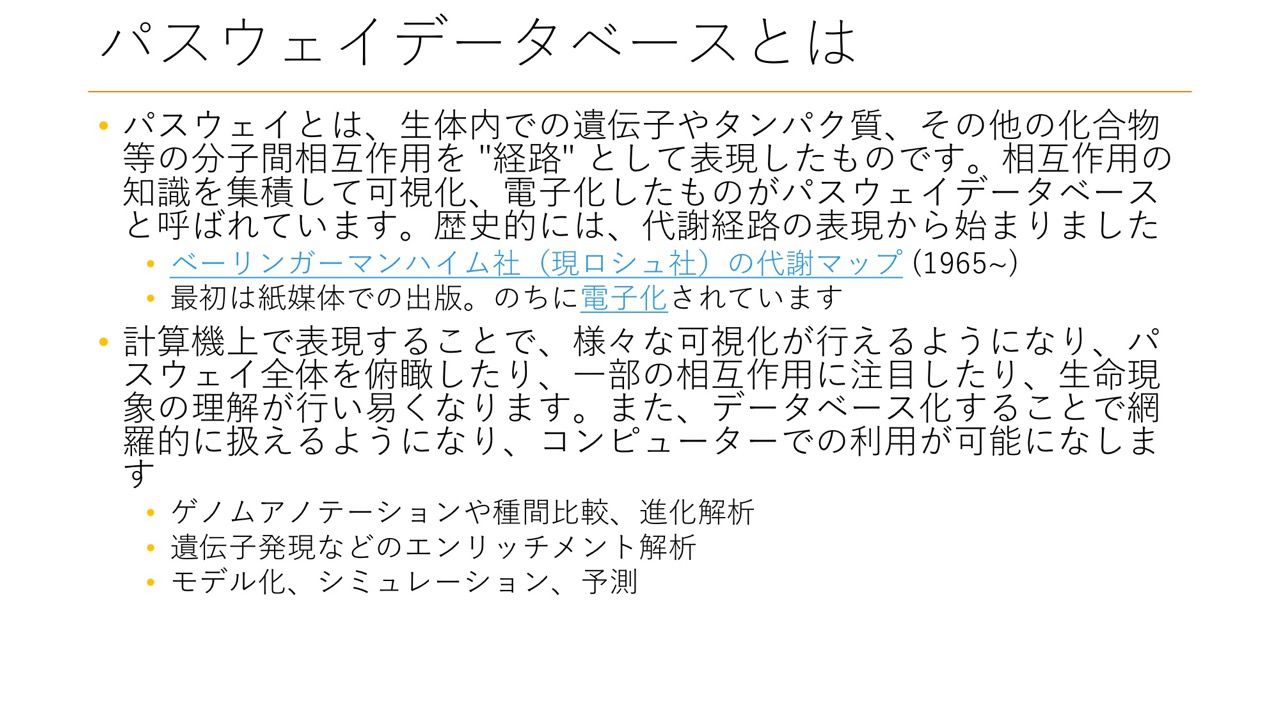 パスウェイデータベースとは
• パスウェイとは、生体内での遺伝子やタンパク質、その他の化合物
等の分子間相互作用を "経路" として表現したものです。相互作用の
知識を集積して可視化、電子化したものがパスウェイデータベース
と呼ばれています。歴史的には、代謝経路の表現から始まりました
• ベーリンガーマンハイム社（現ロシュ社）の代謝マップ (1965~)
• 最初は紙媒体での出版。のちに電子化されています
• 計算機上で表現することで、様々な可視化が行えるようになり、パ
スウェイ全体を俯瞰したり、一部の相互作用に注目したり、生命現
象の理解が行い易くなります。また、データベース化することで網
羅的に扱えるようになり、コンピューターでの利用が可能になしま
す
• ゲノムアノテーションや種間比較、進化解析
• 遺伝子発現などのエンリッチメント解析
• モデル化、シミュレーション、予測